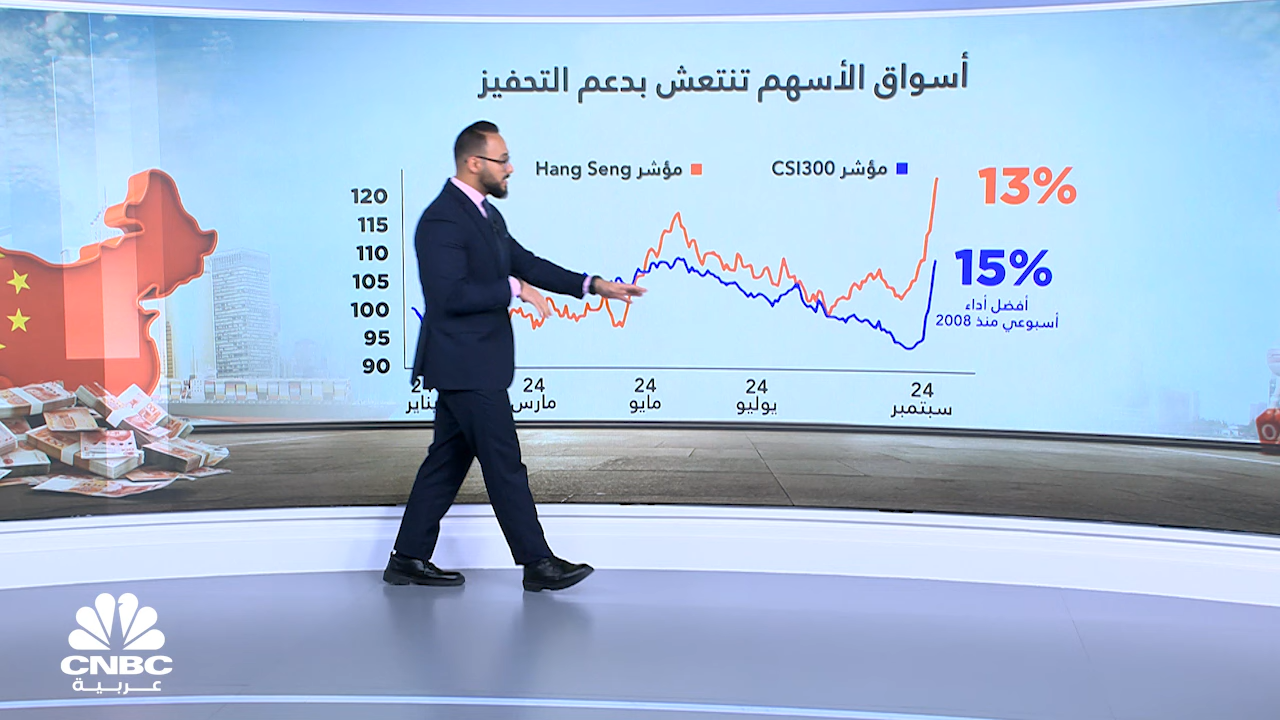 أسواق الأسهم تنتعش بدعم التحفيز
مؤشر CSI300
مؤشر Hang Seng
120
115
110
105
100
95
90
13%
15%
أفضل أداء
أسبوعي منذ 2008
24 مارس
24 مايو
24 يوليو
24 سبتمبر
CNBC
عربية